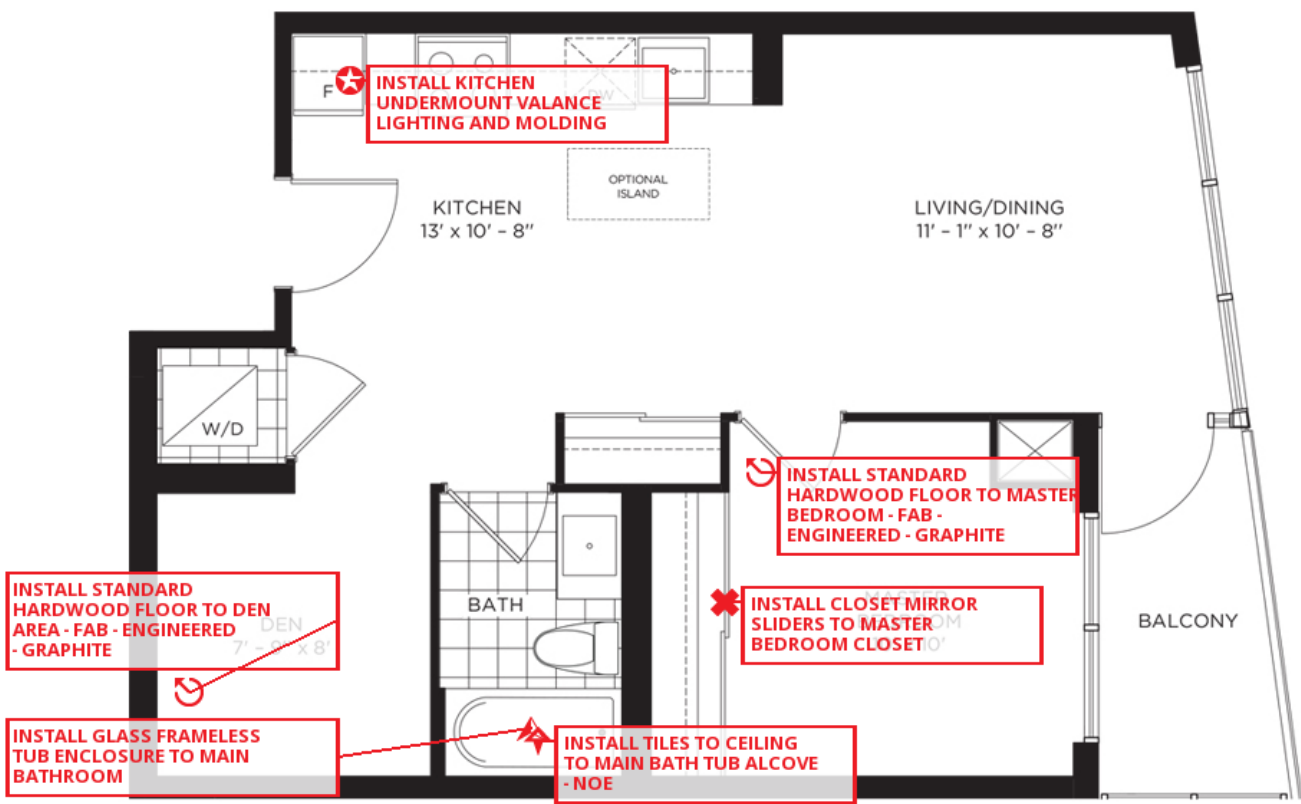 F
INSTALL KITCHEN
UNDERMOUNT VALANCE
LIGHTING AND MOLDING
DW
OPTIONAL
ISLAND
KITCHEN
13' x 10' - 8"
LIVING/DINING
11' - 1" x 10' - 8"
W/D
INSTALL STANDARD
HARDWOOD FLOOR TO MASTER
BEDROOM - FAB -
ENGINEERED - GRAPHITE
INSTALL STANDARD
HARDWOOD FLOOR TO DEN
AREA - FAB - ENGINEERED
- GRAPHITE
DEN
BATH
INSTALL CLOSET MIRROR
SLIDERS TO MASTER
BEDROOM CLOSET
MASTER
BALCONY
INSTALL GLASS FRAMELESS
TUB ENCLOSURE TO MAIN
BATHROOM
INSTALL TILES TO CEILING
TO MAIN BATH TUB ALCOVE
- NOE